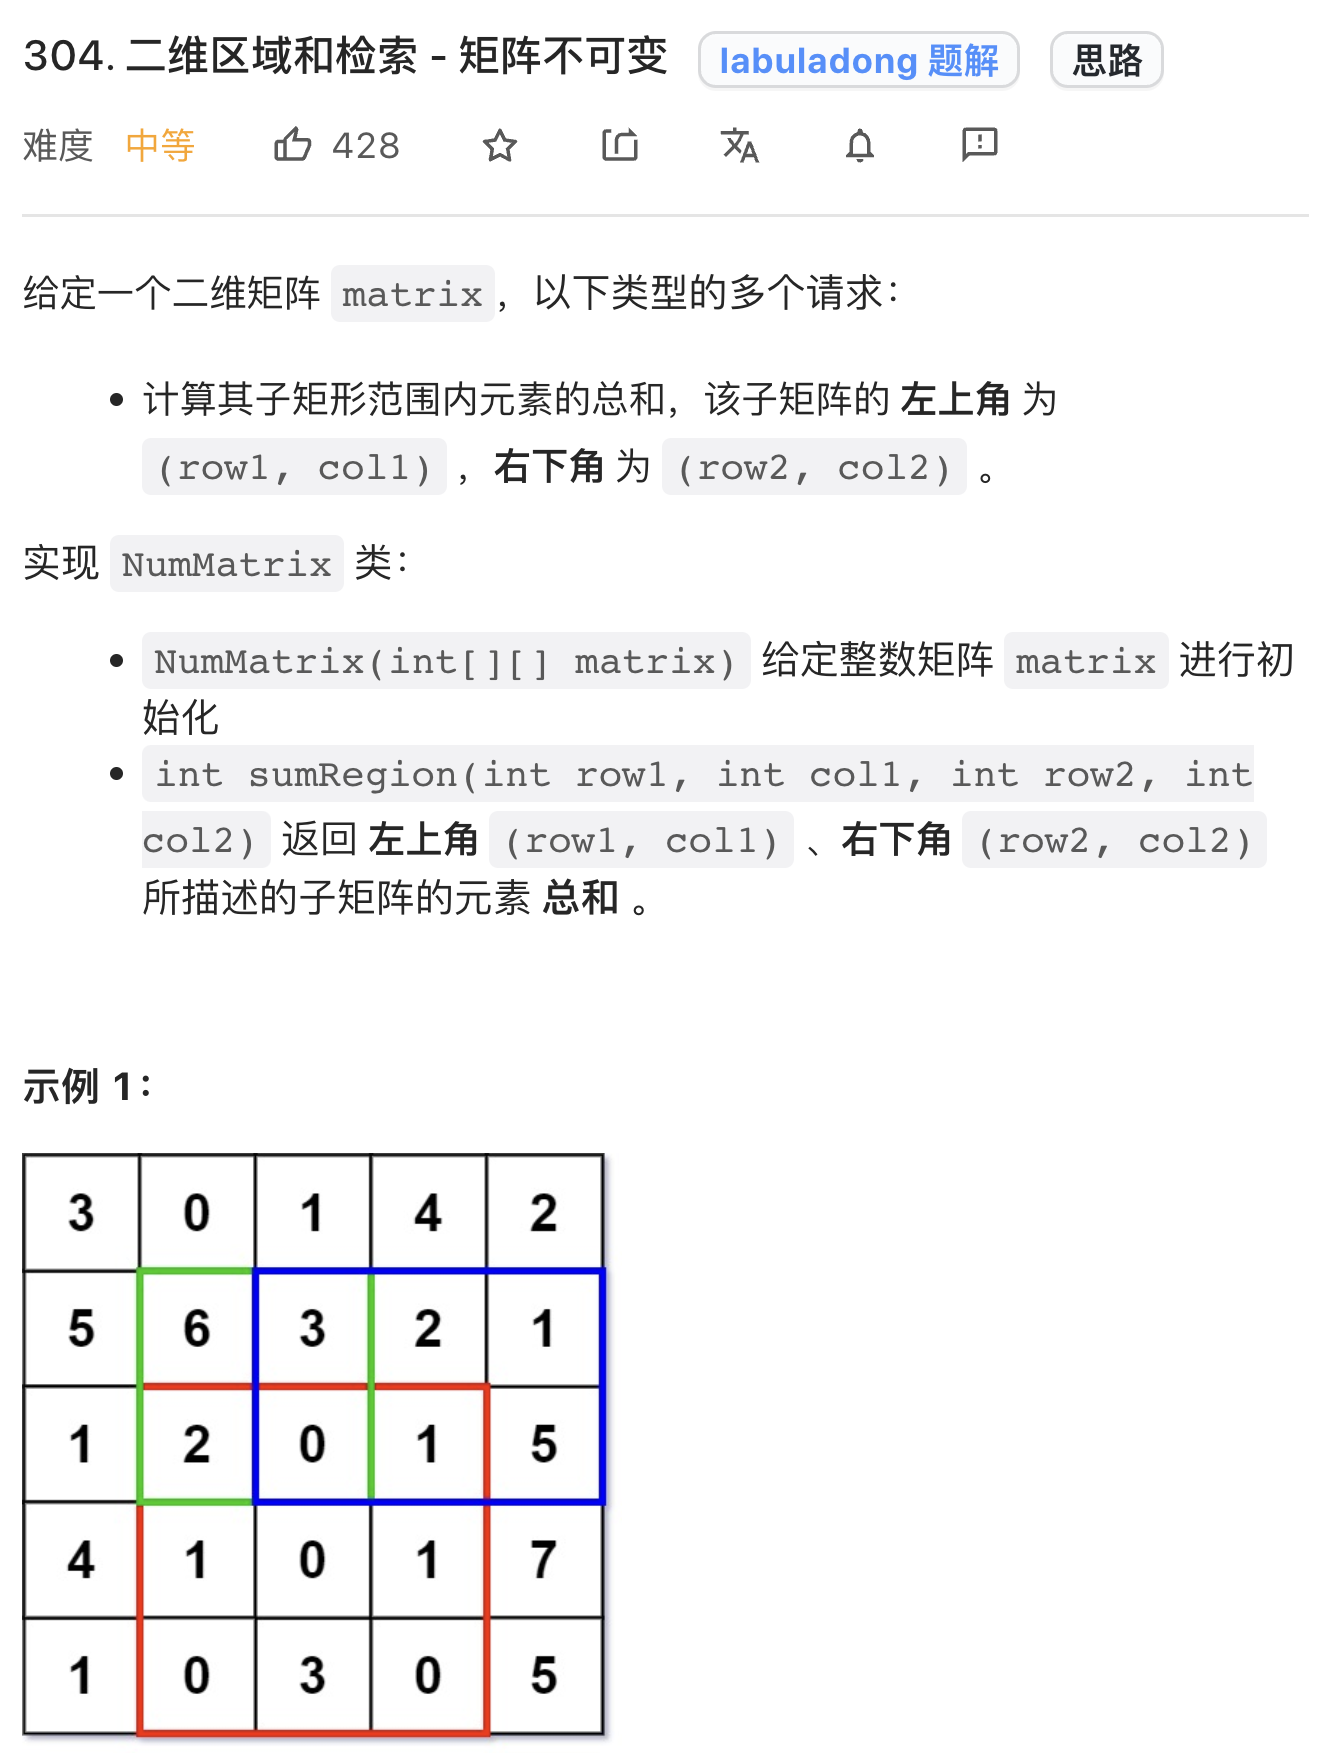 304. 二维区域和检索 - 矩阵不可变 labuladong 题解 思路
难度 中等 428
给定一个二维矩阵 matrix，以下类型的多个请求：
计算其子矩形范围内元素的总和，该子矩阵的 左上角 为
(row1, col1) ，右下角 为 (row2, col2) 。
实现 NumMatrix 类：
NumMatrix(int[][] matrix) 给定整数矩阵 matrix 进行初
始化
int sumRegion(int row1, int col1, int row2, int
col2) 返回 左上角 (row1, col1) 、右下角 (row2, col2)
所描述的子矩阵的元素 总和 。
示例 1：
3 0 1 4 2
5 6 3 2 1
1 2 0 1 5
4 1 0 1 7
1 0 3 0 5